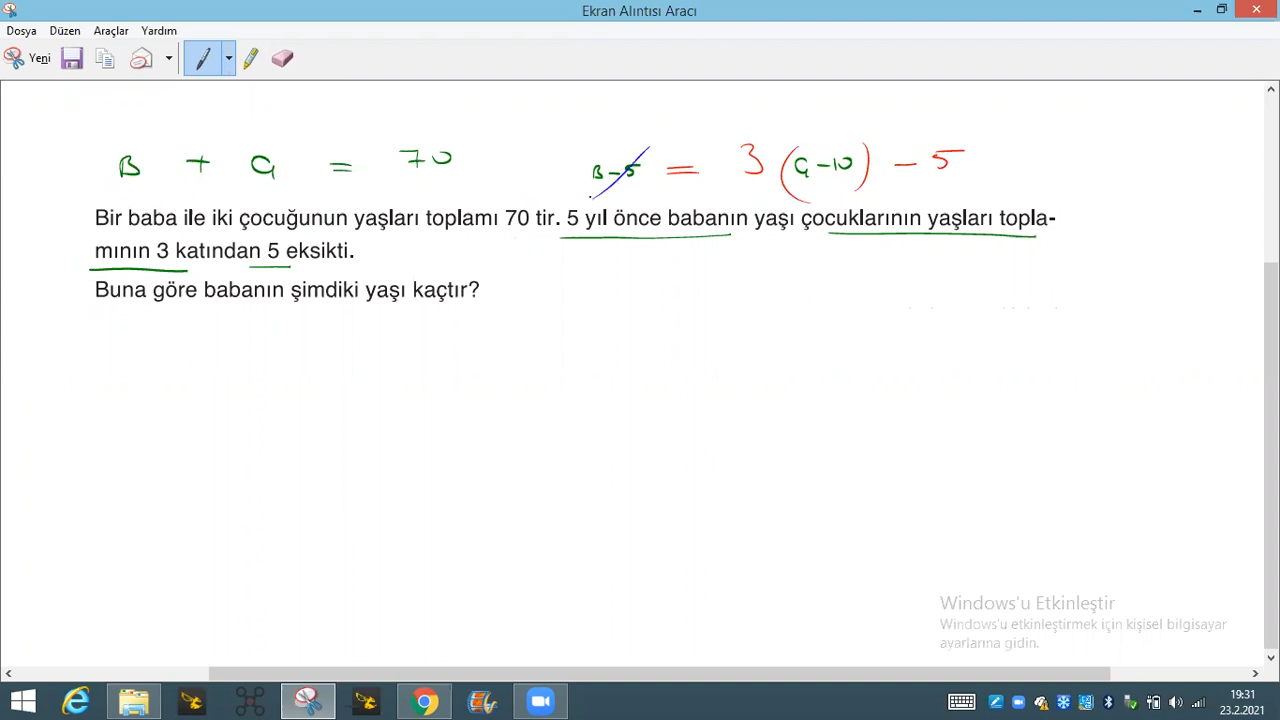 Ekran Alıntısı Aracı
Dosya Düzen Araçlar Yardım
Yeni
B + Ç = 70 B-5 = 3 (Ç-10) - 5
Bir baba ile iki çocuğunun yaşları toplamı 70 tir. 5 yıl önce babanın yaşı çocuklarının yaşları topla-
mının 3 katından 5 eksikti.
Buna göre babanın şimdiki yaşı kaçtır?
Windows'u Etkinleştir
Windows'u etkinleştirmek için kişisel bilgisayar
ayarlarına gidin.
19:31
23.2.2021